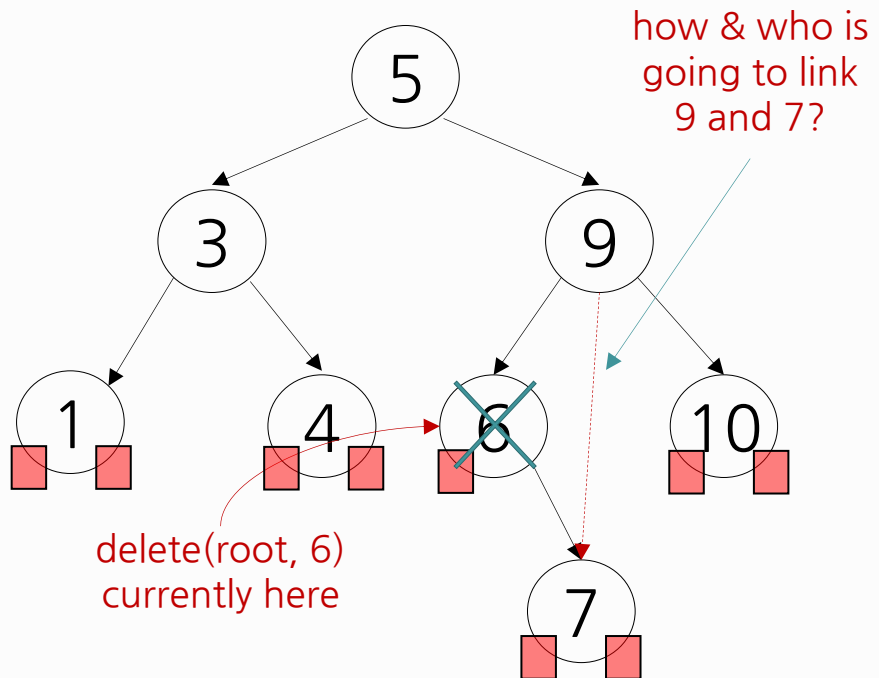 how & who is
going to link
9 and 7?
5
3
9
1
4
6
10
delete(root, 6)
currently here
7